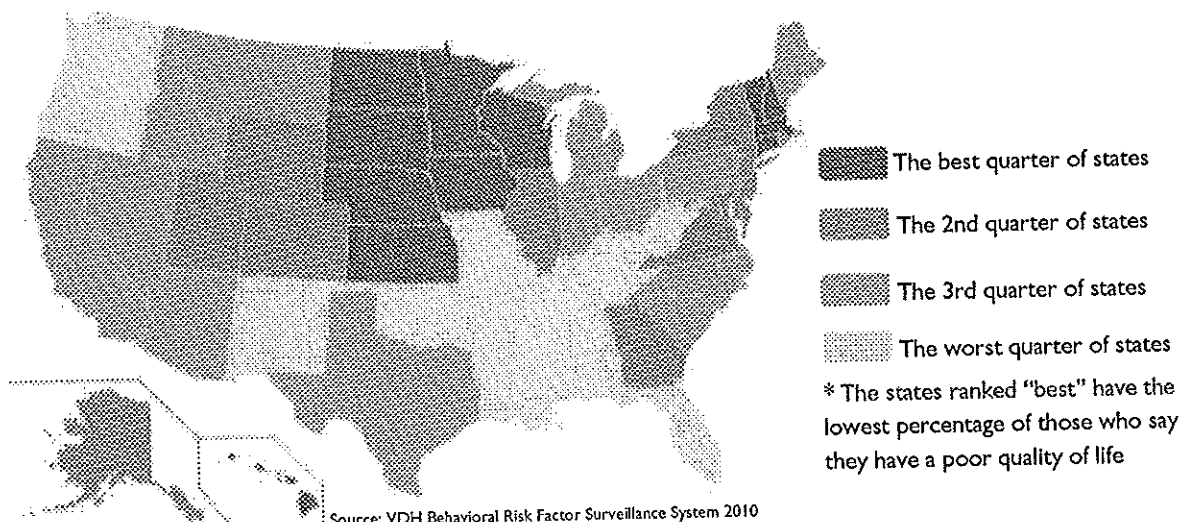 The best quarter of states
The 2nd quarter of states
The 3rd quarter of states
The worst quarter of states
* The states ranked “best” have the
lowest percentage of those who say
they have a poor quality of life
Source: VDH Behavioral Risk Factor Surveillance System 2010